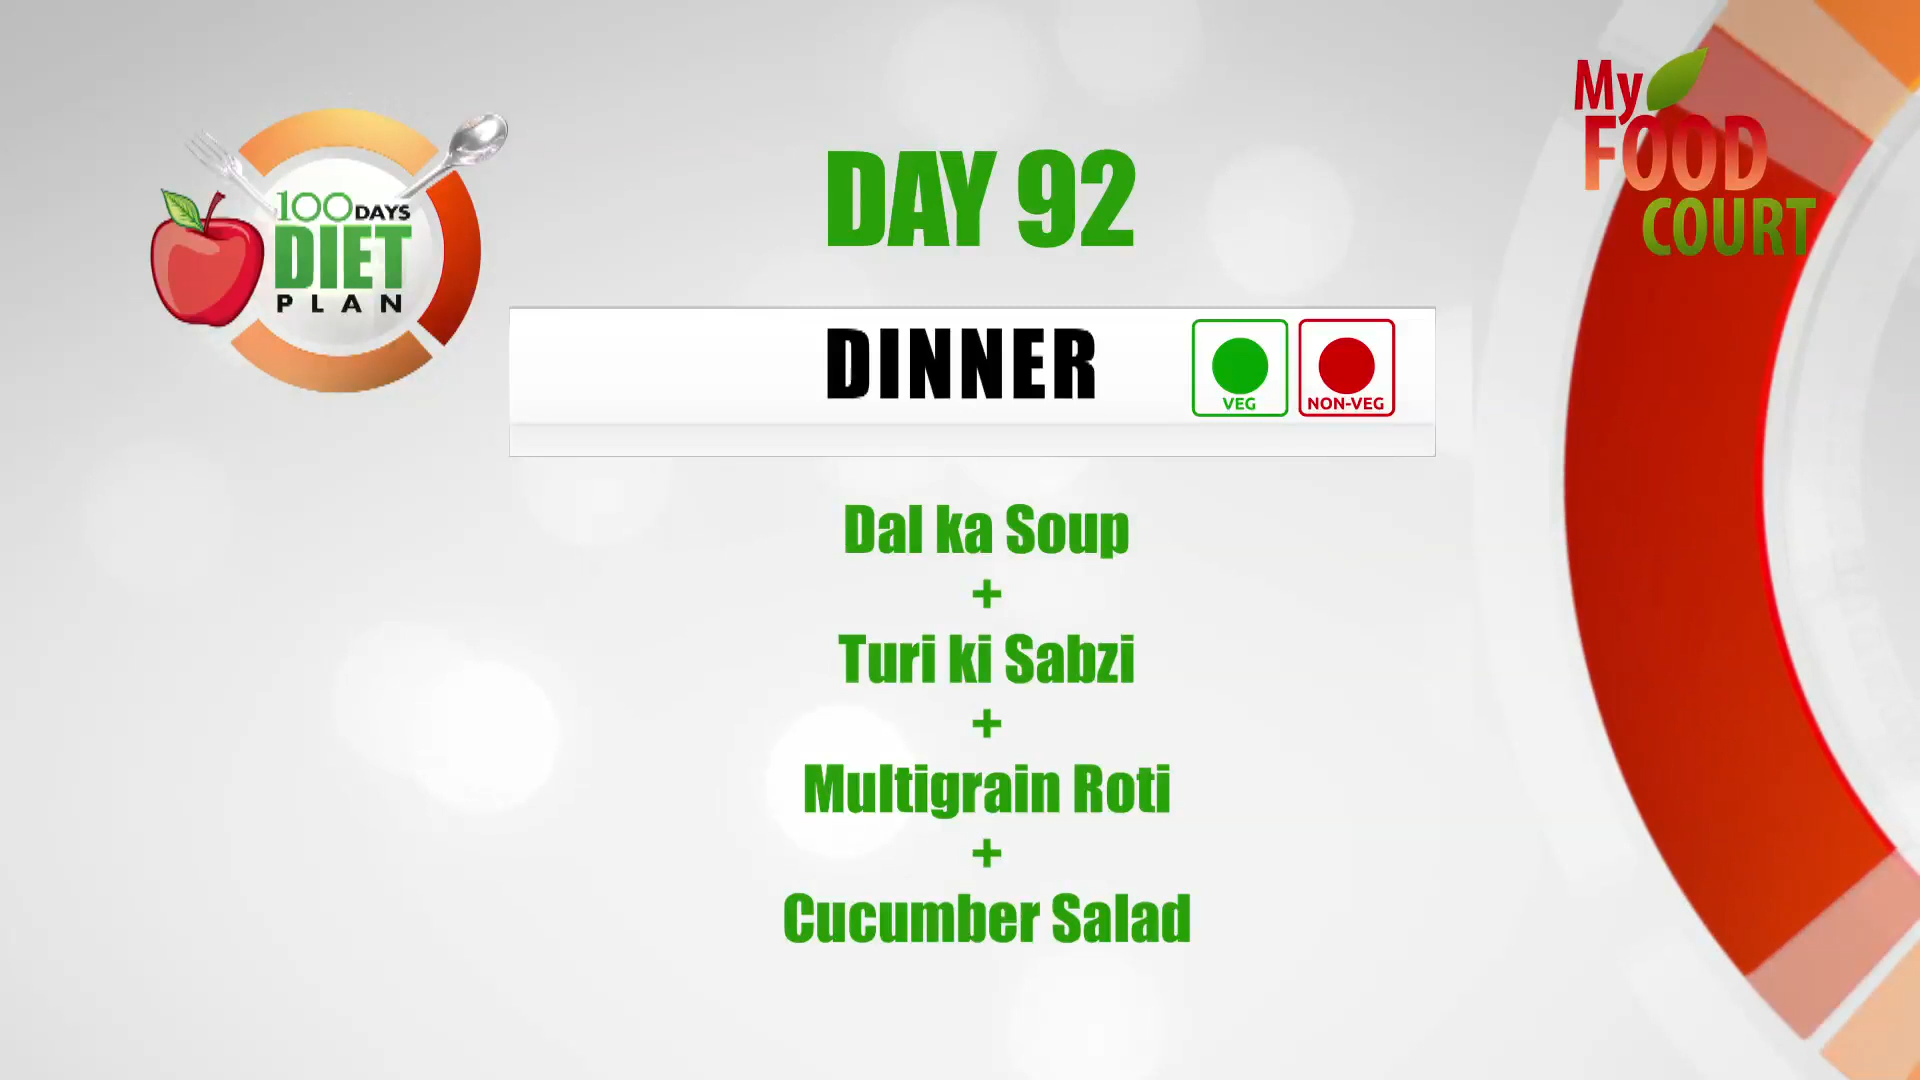 My
FOOD
COURT
100 DAYS
DIET
PLAN
DAY 92
DINNER
VEG
NON-VEG
Dal ka Soup
+
Turi ki Sabzi
+
Multigrain Roti
+
Cucumber Salad